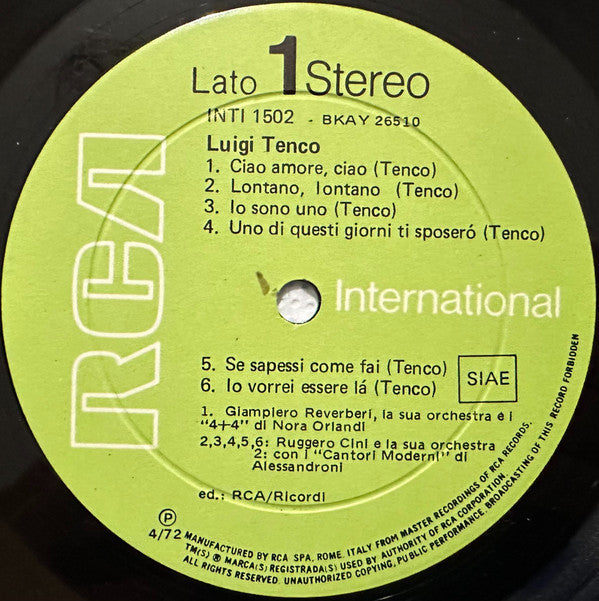 Lato 1 Stereo
INTI 1502 - BKAY 26510
Luigi Tenco
1. Ciao amore, ciao (Tenco)
2. Lontano, lontano (Tenco)
3. Io sono uno (Tenco)
4. Uno di questi giorni ti sposeró (Tenco)
RCA
International
5. Se sapessi come fai (Tenco)
6. Io vorrei essere lá (Tenco)
SIAE
1. Giampiero Reverberi, la sua orchestra e i
"4+4" di Nora Orlandi
2,3,4,5,6: Ruggero Cini e la sua orchestra
2: con i "Cantori Moderni" di
Alessandroni
ed.: RCA/Ricordi
℗
4/72
MANUFACTURED BY RCA SPA, ROME, ITALY FROM MASTER RECORDINGS OF RCA RECORDS.
TM(S) ® MARCA(S) REGISTRADA(S) USED BY AUTHORITY OF RCA CORPORATION.
ALL RIGHTS RESERVED. UNAUTHORIZED COPYING, PUBLIC PERFORMANCE, BROADCASTING OF THIS RECORD FORBIDDEN